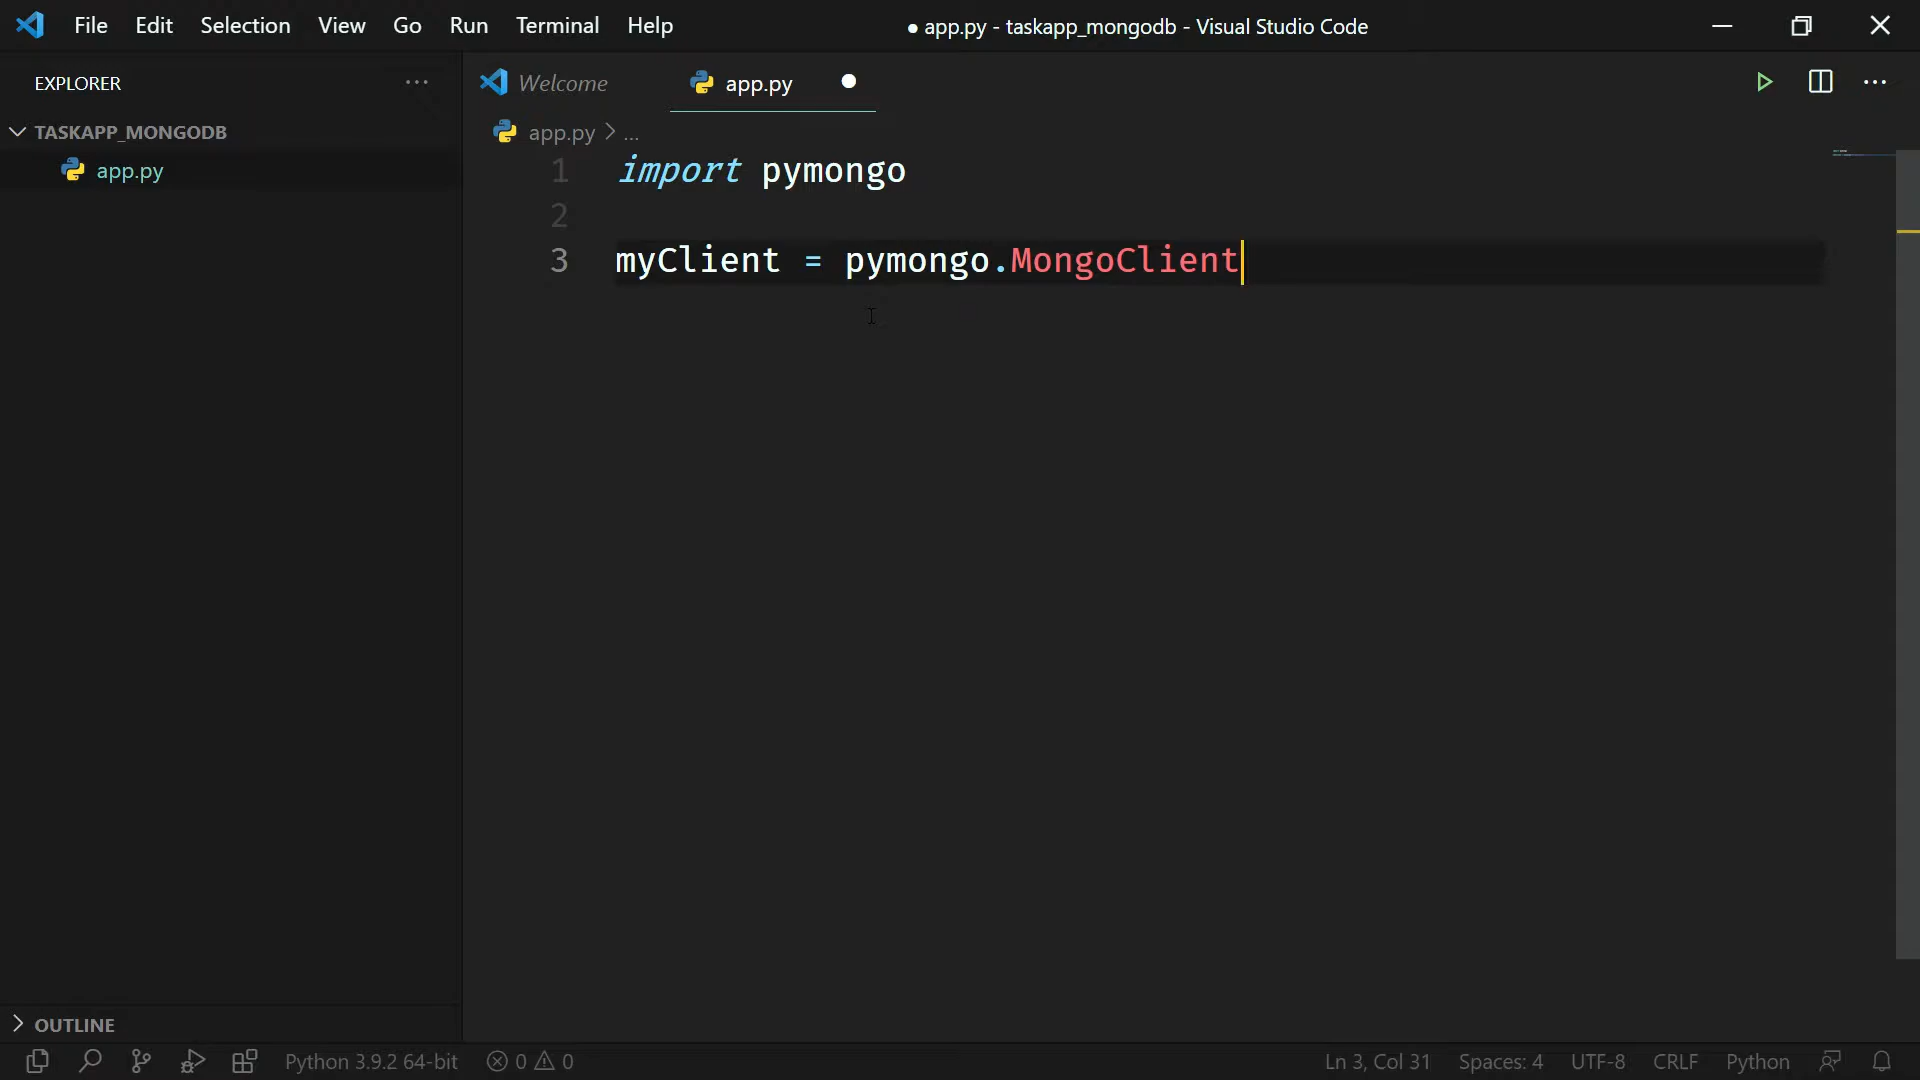 File Edit Selection View Go Run Terminal Help
● app.py - taskapp_mongodb - Visual Studio Code
EXPLORER
Welcome
app.py
TASKAPP_MONGODB
app.py
app.py > ...
1 import pymongo
2
3 myClient = pymongo.MongoClient
OUTLINE
Python 3.9.2 64-bit 0 0
Ln 3, Col 31 Spaces: 4 UTF-8 CRLF Python